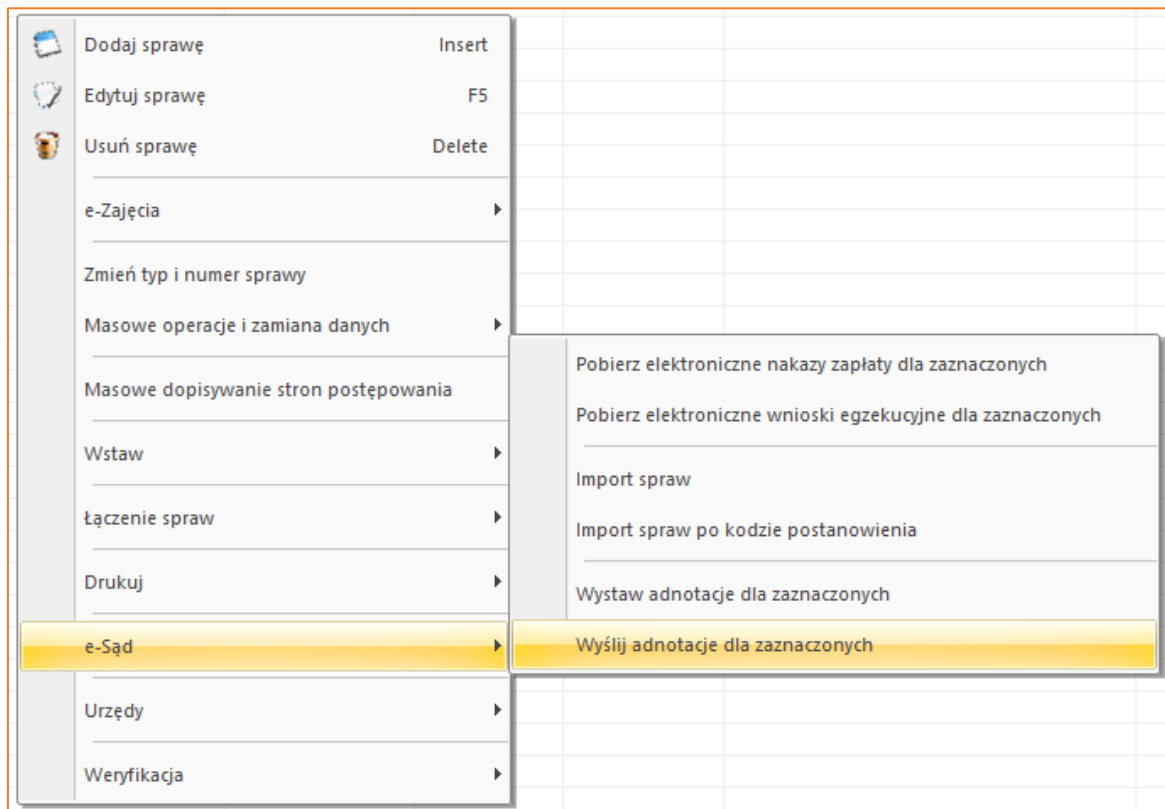 Dodaj sprawę Insert
Edytuj sprawę F5
Usuń sprawę Delete
e-Zajęcia
Zmień typ i numer sprawy
Masowe operacje i zamiana danych
Masowe dopisywanie stron postępowania
Wstaw
Łączenie spraw
Drukuj
e-Sąd
Urzędy
Weryfikacja
Pobierz elektroniczne nakazy zapłaty dla zaznaczonych
Pobierz elektroniczne wnioski egzekucyjne dla zaznaczonych
Import spraw
Import spraw po kodzie postanowienia
Wystaw adnotacje dla zaznaczonych
Wyślij adnotacje dla zaznaczonych